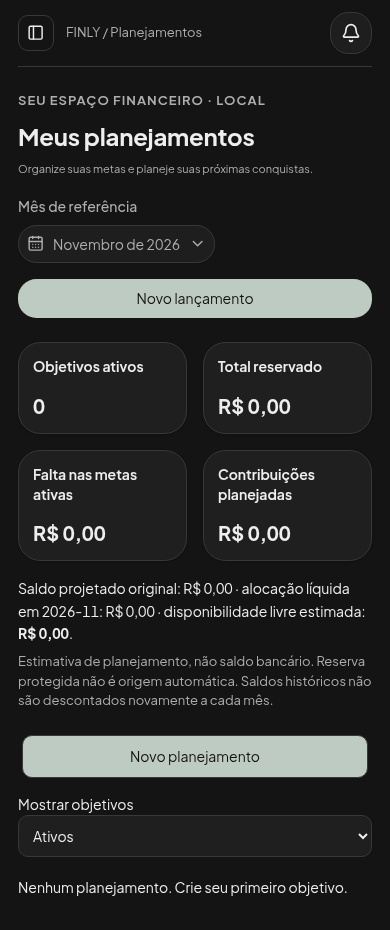 FINLY / Planejamentos
SEU ESPAÇO FINANCEIRO · LOCAL
Meus planejamentos
Organize suas metas e planeje suas próximas conquistas.
Mês de referência
Novembro de 2026
Novo lançamento
Objetivos ativos
0
Total reservado
R$ 0,00
Falta nas metas
ativas
R$ 0,00
Contribuições
planejadas
R$ 0,00
Saldo projetado original: R$ 0,00 · alocação líquida
em 2026-11: R$ 0,00 · disponibilidade livre estimada:
R$ 0,00.
Estimativa de planejamento, não saldo bancário. Reserva
protegida não é origem automática. Saldos históricos não
são descontados novamente a cada mês.
Novo planejamento
Mostrar objetivos
Ativos
Nenhum planejamento. Crie seu primeiro objetivo.